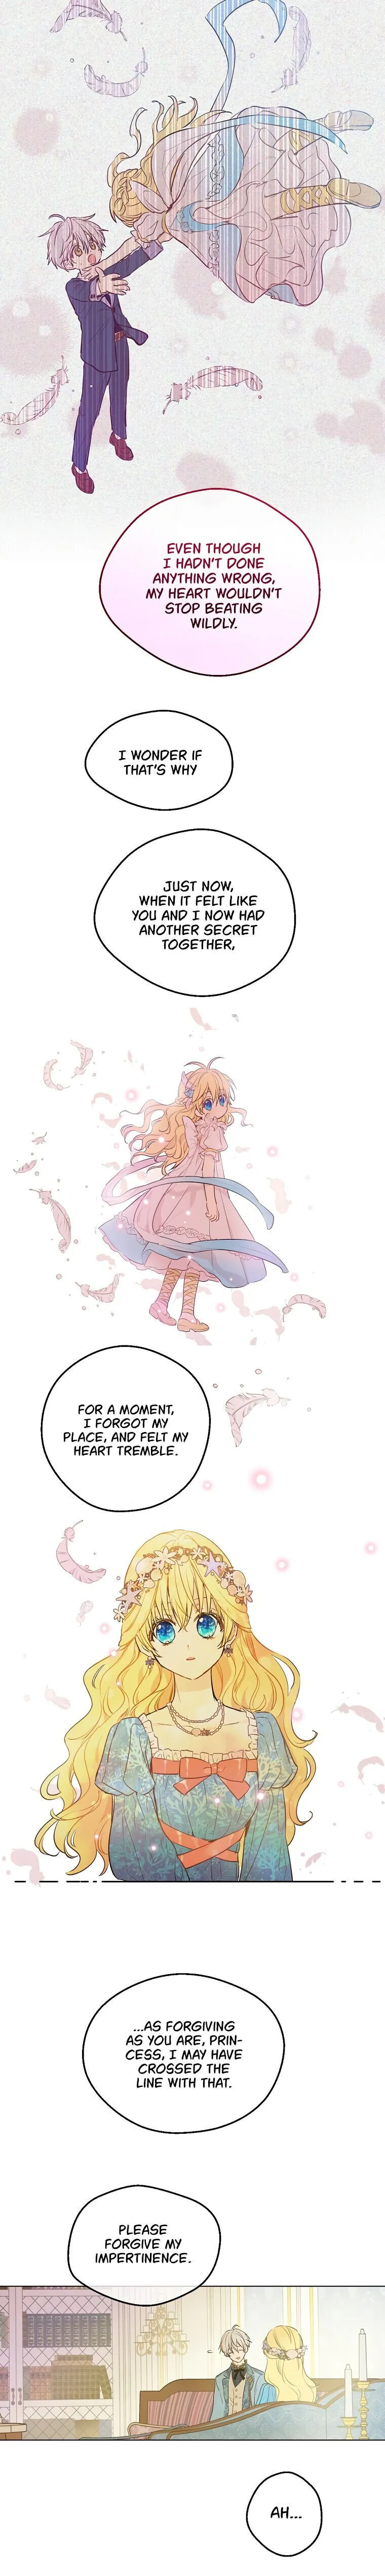 EVEN THOUGH
I HADN'T DONE
ANYTHING WRONG,
MY HEART WOULDN'T
STOP BEATING
WILDLY.
I WONDER IF
THAT'S WHY
JUST NOW,
WHEN IT FELT LIKE
YOU AND I NOW HAD
ANOTHER SECRET
TOGETHER,
FOR A MOMENT,
I FORGOT MY
PLACE, AND FELT MY
HEART TREMBLE.
...AS FORGIVING
AS YOU ARE, PRIN-
CESS, I MAY HAVE
CROSSED THE
LINE WITH THAT.
PLEASE
FORGIVE MY
IMPERTINENCE.
AH...